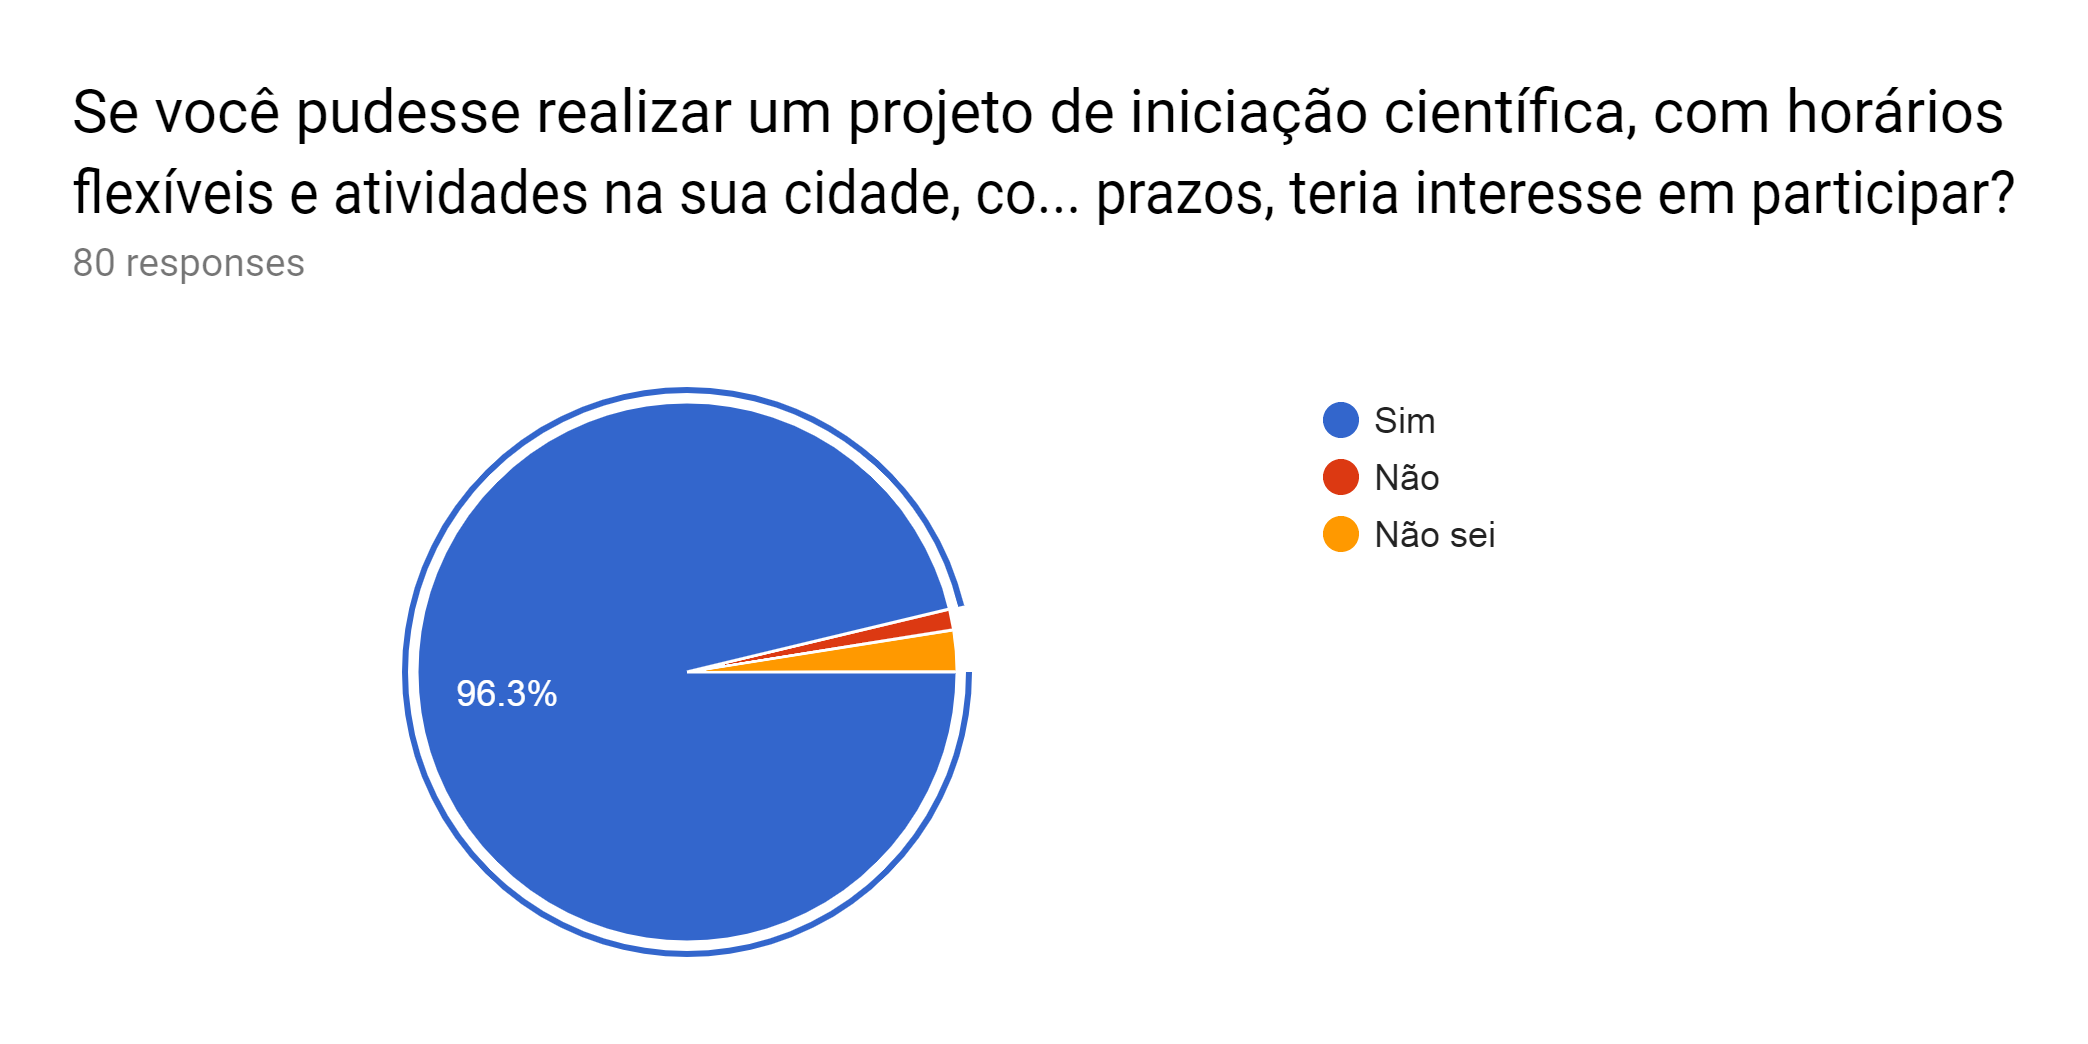 Se você pudesse realizar um projeto de iniciação científica, com horários
flexíveis e atividades na sua cidade, co... prazos, teria interesse em participar?
80 responses
Sim
Não
Não sei
96.3%